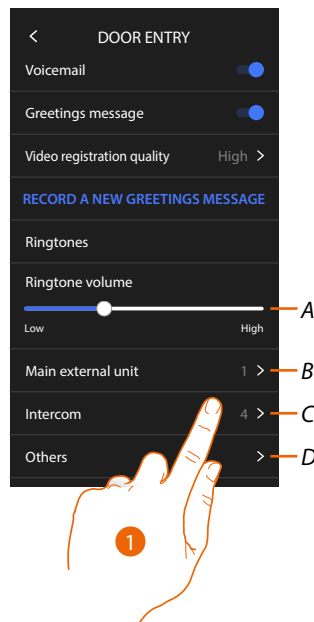 DOOR ENTRY
Voicemail
Greetings message
Video registration quality High
RECORD A NEW GREETINGS MESSAGE
Ringtones
Ringtone volume
A
Low High
Main external unit 1 B
Intercom 4 C
Others D
1